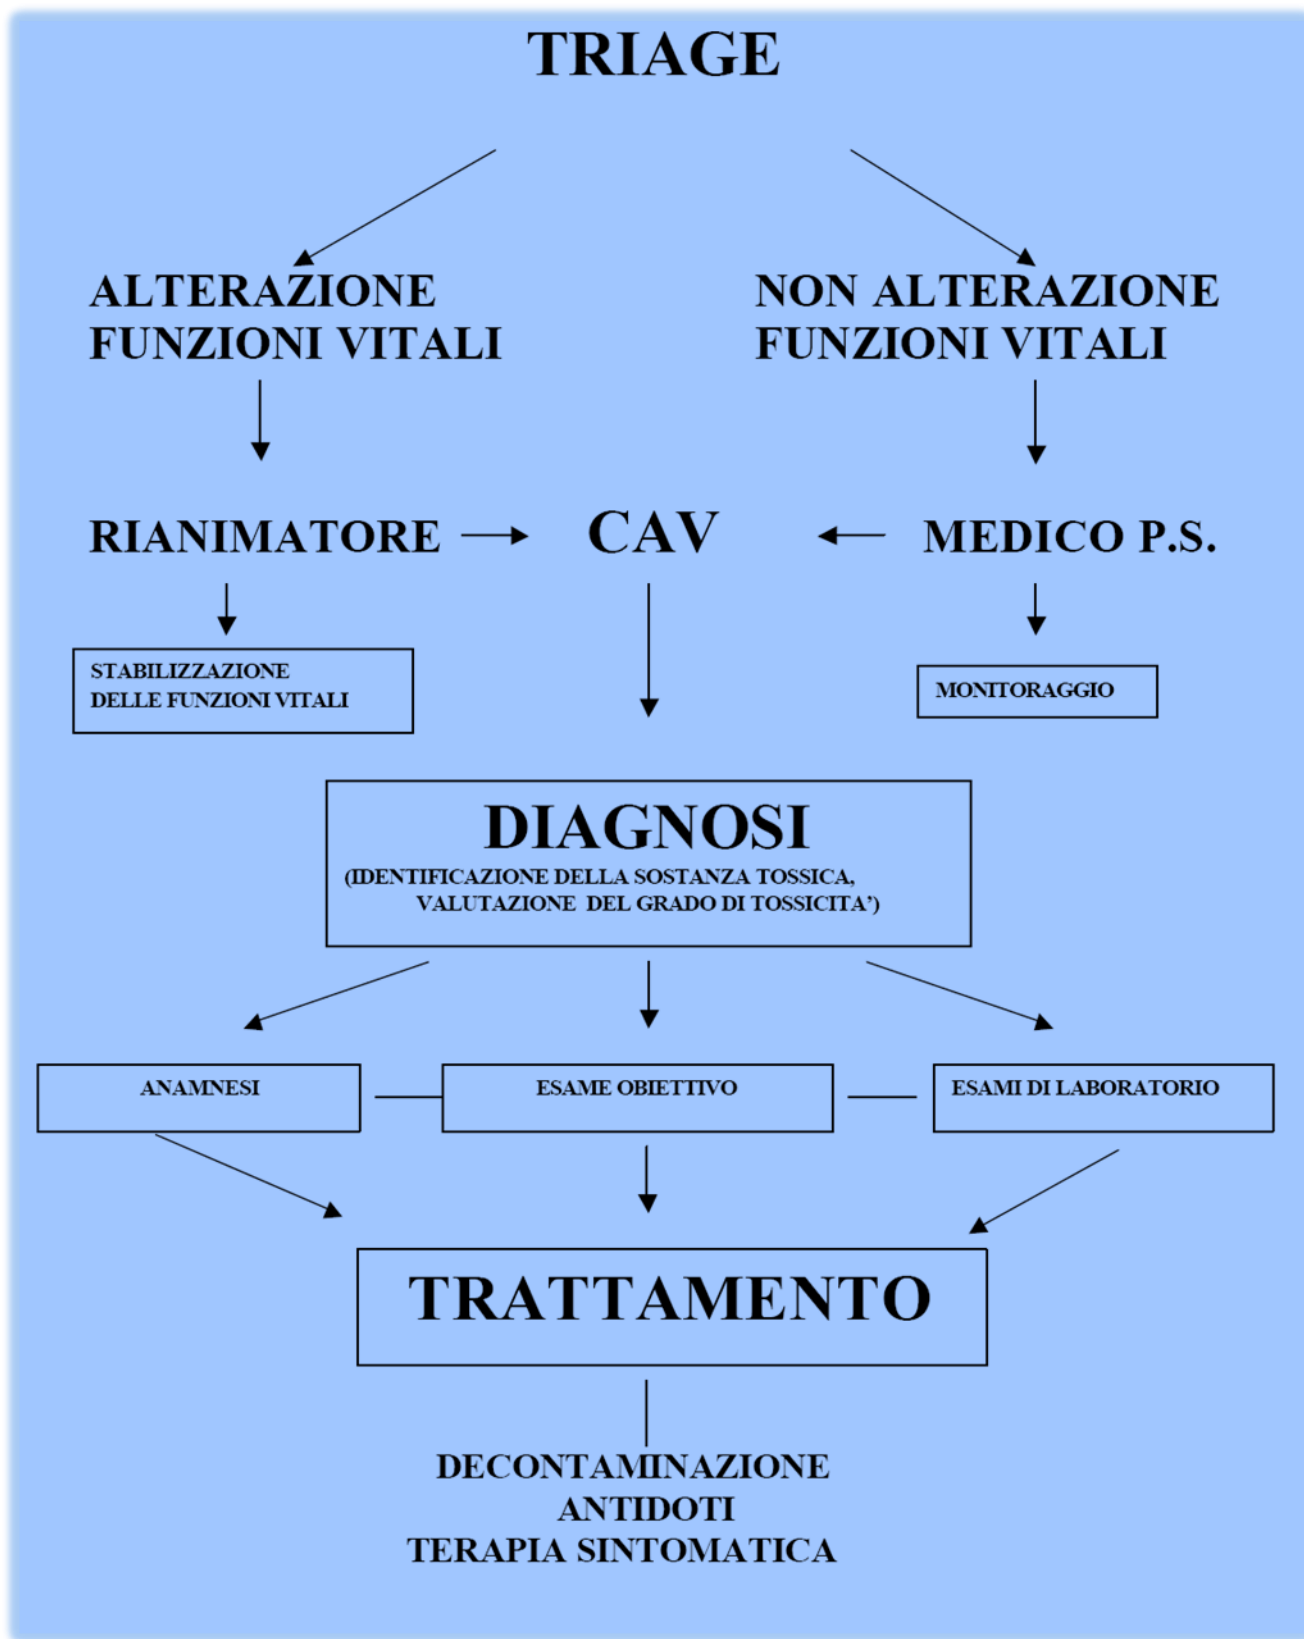 TRIAGE
ALTERAZIONE
FUNZIONI VITALI
NON ALTERAZIONE
FUNZIONI VITALI
RIANIMATORE
CAV
MEDICO P.S.
STABILIZZAZIONE
DELLE FUNZIONI VITALI
MONITORAGGIO
DIAGNOSI
(IDENTIFICAZIONE DELLA SOSTANZA TOSSICA,
VALUTAZIONE DEL GRADO DI TOSSICITA’)
ANAMNESI
ESAME OBIETTIVO
ESAMI DI LABORATORIO
TRATTAMENTO
DECONTAMINAZIONE
ANTIDOTI
TERAPIA SINTOMATICA